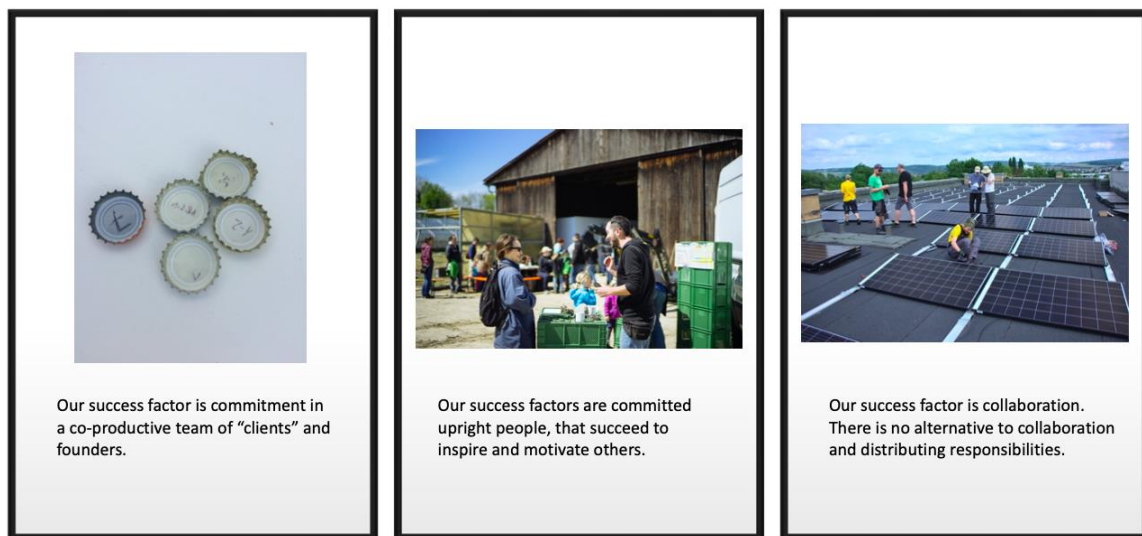 Our success factor is commitment in
a co-productive team of “clients” and
founders.
Our success factors are committed
upright people, that succeed to
inspire and motivate others.
Our success factor is collaboration.
There is no alternative to collaboration
and distributing responsibilities.